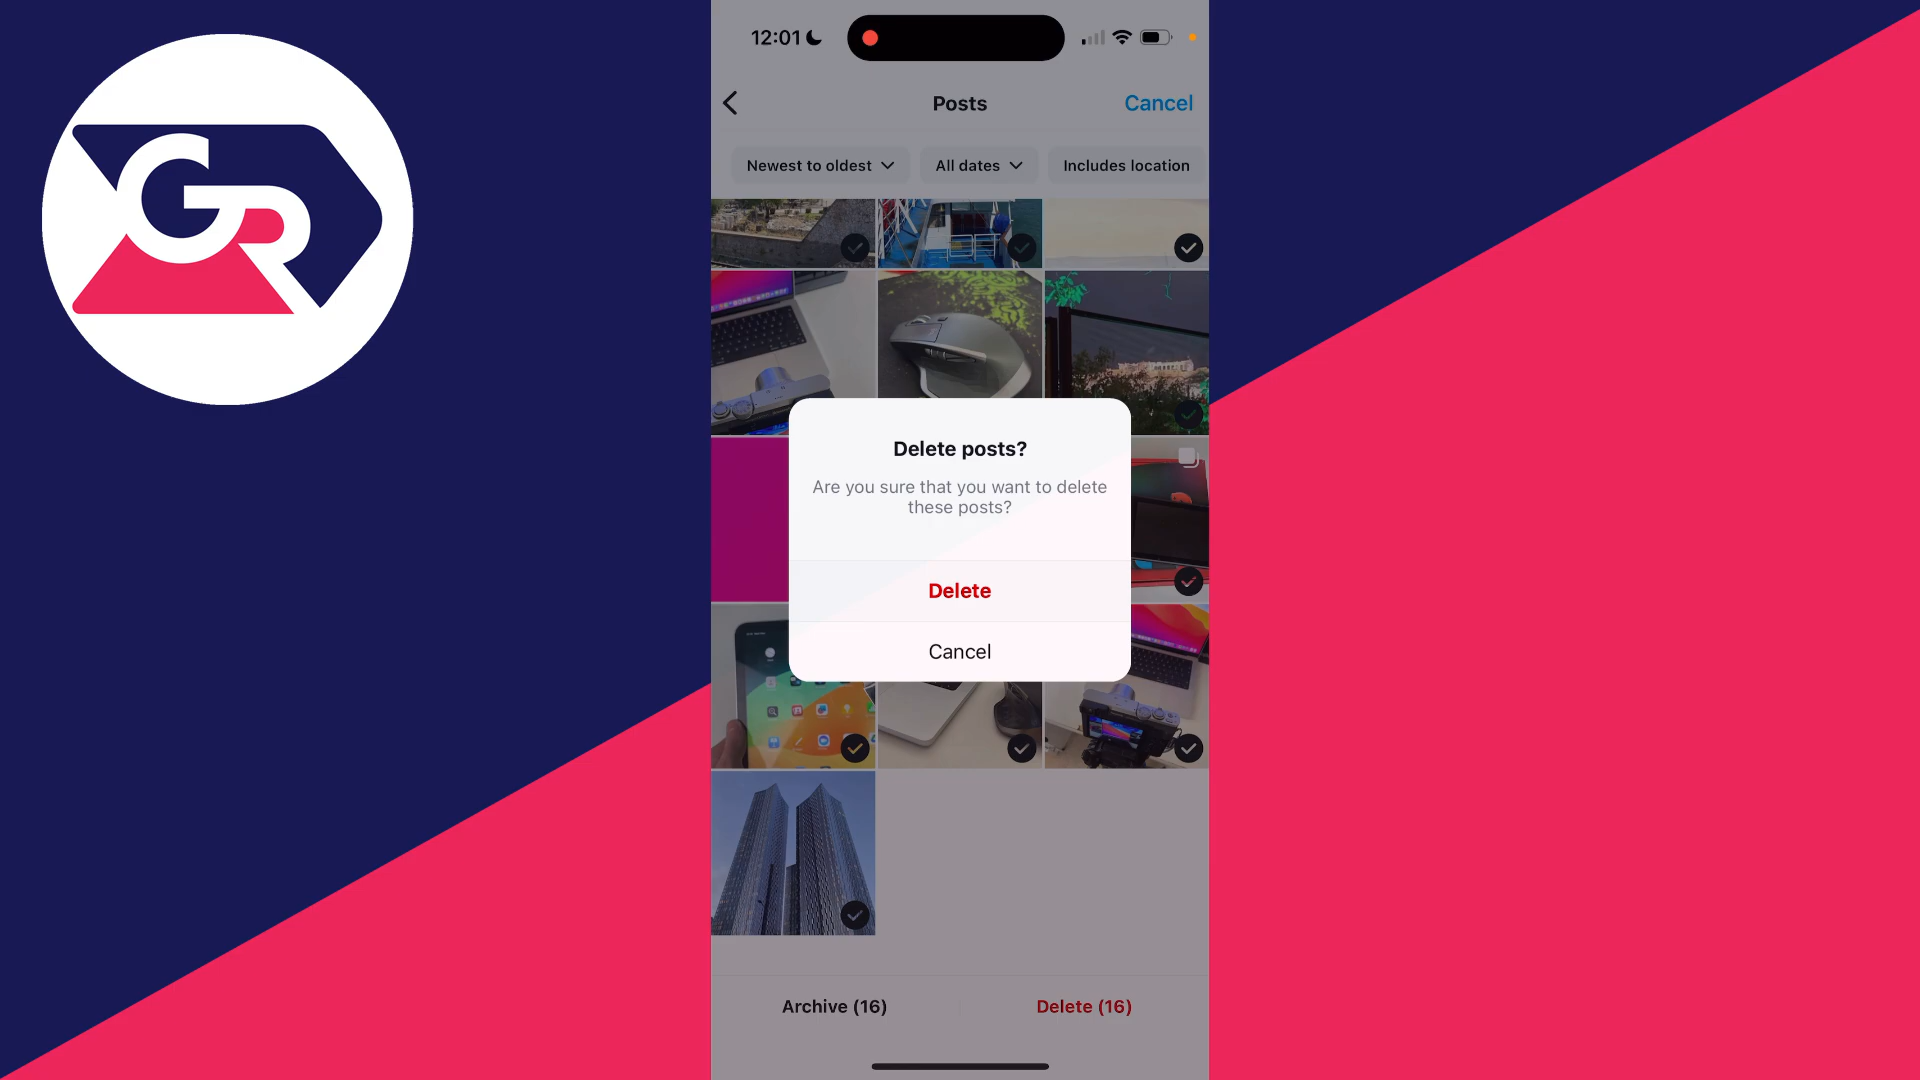 12:01
Posts
Cancel
Newest to oldest
All dates
Includes location
Delete posts?
Are you sure that you want to delete
these posts?
Delete
Cancel
Archive (16)
Delete (16)
GR